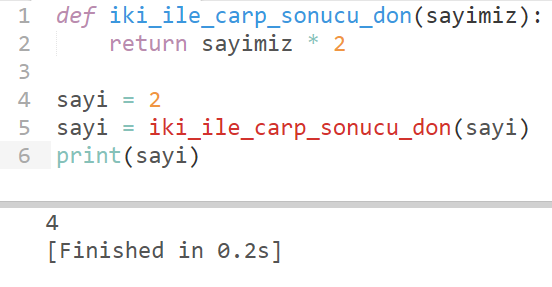 1 def iki_ile_carp_sonucu_don(sayimiz):
2     return sayimiz * 2
3
4 sayi = 2
5 sayi = iki_ile_carp_sonucu_don(sayi)
6 print(sayi)
4
[Finished in 0.2s]